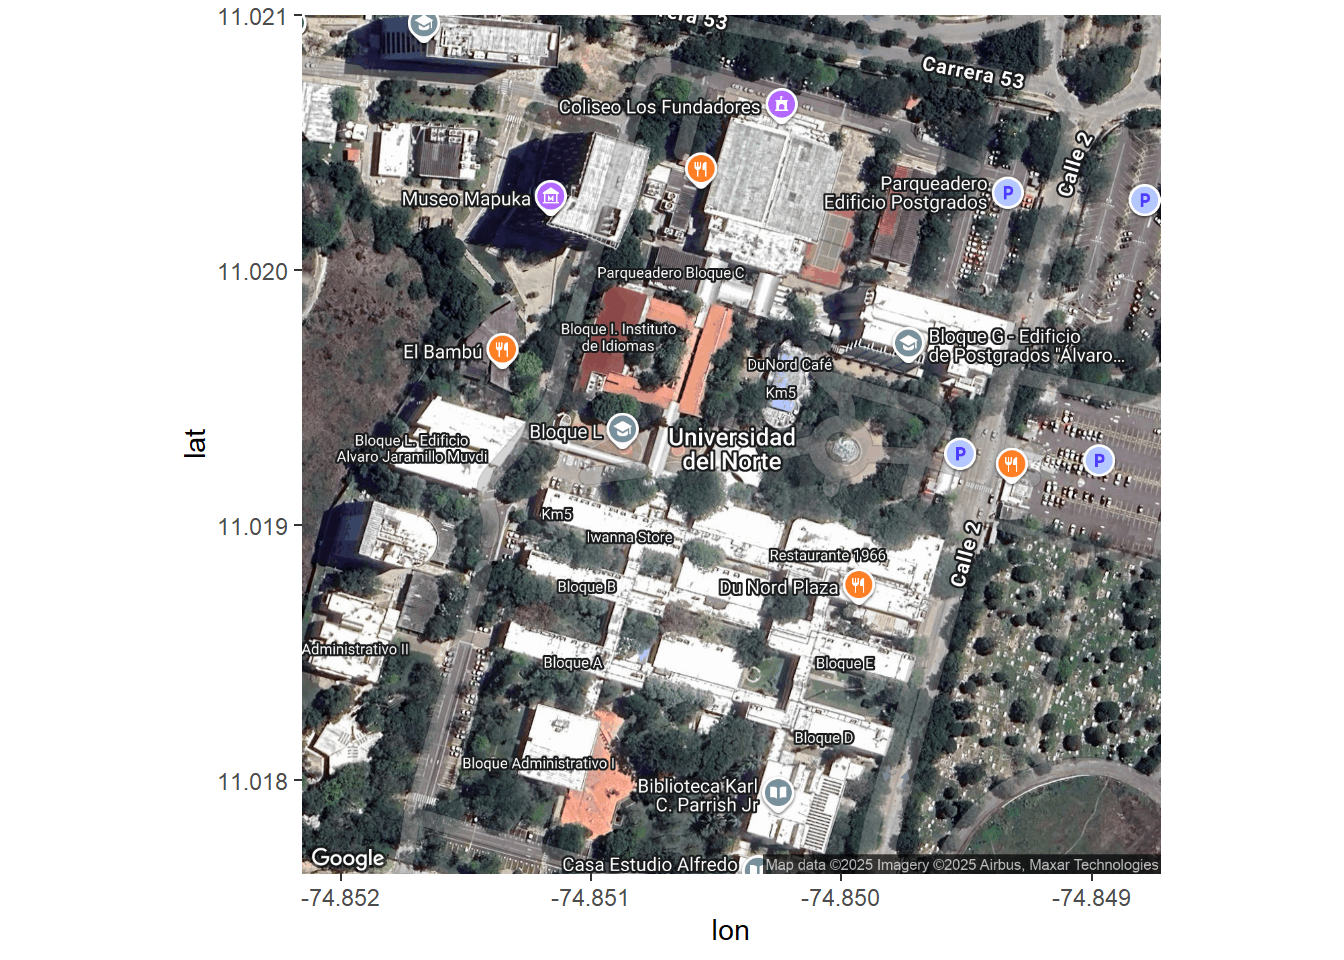 11.021
11.020
11.019
11.018
lat
Carrera 53
Calle 2
Coliseo Los Fundadores
Museo Mapuka
Parqueadero
Edificio Postgrados
P
P
Parqueadero Bloque C
Bloque I. Instituto
de Idiomas
El Bambú
DuNord Café
Km5
Bloque G - Edificio
de Postgrados "Álvaro...
Bloque L
Universidad
del Norte
Bloque L. Edificio
Alvaro Jaramillo Muvdi
P
P
Km5
Iwanna Store
Restaurante 1966
Calle 2
Bloque B
Du Nord Plaza
Administrativo II
Bloque A
Bloque E
Bloque D
Bloque Administrativo I
Biblioteca Karl
C. Parrish Jr
Google
Casa Estudio Alfredo
Map data ©2025 Imagery ©2025 Airbus, Maxar Technologies
-74.852
-74.851
-74.850
-74.849
lon